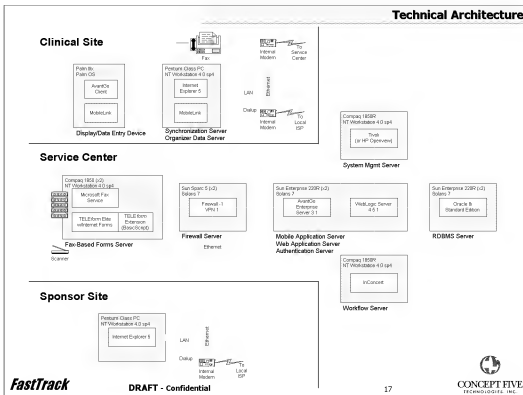 Technical Architecture
Clinical Site
Fax
Internal
Modem
To
Service
Center
Palm IIx
Palm OS
AvantGo
Client
MobileLink
Display/Data Entry Device
Pentium Class PC
NT Workstation 4.0 sp4
Internet
Explorer 5
MobileLink
Synchronization Server
Organizer Data Server
LAN
Ethernet
Dialup
Internal
Modem
To
Local
ISP
Compaq 1850R
NT Workstation 4.0 sp4
Tivoli
(or HP Openview)
System Mgmt Server
Service Center
Compaq 1850 (x2)
NT Workstation 4.0 sp4
Microsoft Fax
Service
TELEform Elite
w/Internet Forms
TELEform
Extension
(BasicScript)
Fax-Based Forms Server
Scanner
Sun Sparc 5 (x2)
Solaris 7
Firewall-1
VPN 1
Firewall Server
Ethernet
Sun Enterprise 220R (x2)
Solaris 7
AvantGo
Enterprise
Server 3.1
WebLogic Server
4.5.1
Mobile Application Server
Web Application Server
Authentication Server
Sun Enterprise 220R (x2)
Solaris 7
Oracle 8i
Standard Edition
RDBMS Server
Compaq 1850R
NT Workstation 4.0 sp4
InConcert
Workflow Server
Sponsor Site
Pentium Class PC
NT Workstation 4.0 sp4
Internet Explorer 5
LAN
Ethernet
Dialup
Internal
Modem
To
Local
ISP
FastTrack
DRAFT - Confidential
17
CONCEPT FIVE
TECHNOLOGIES, INC.